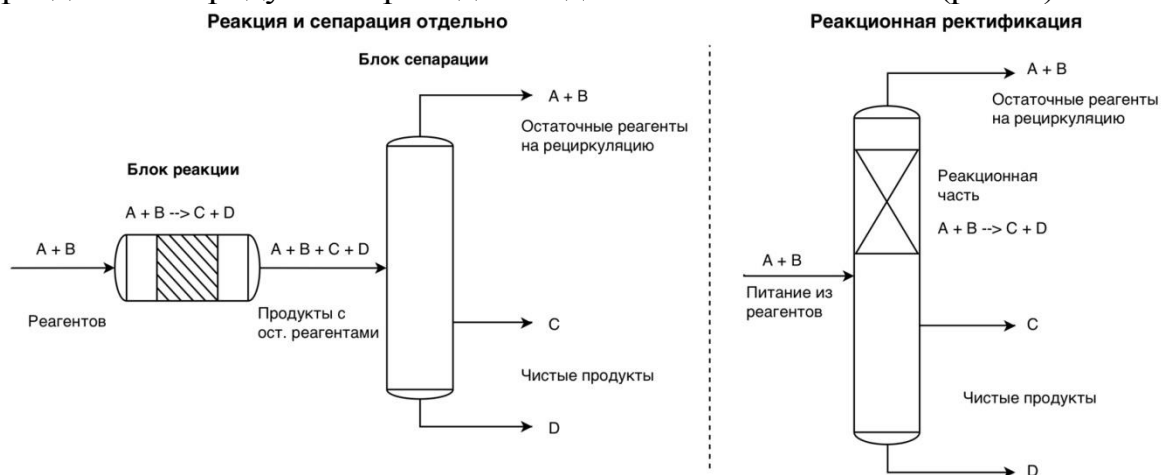 Реакция и сепарация отдельно
Блок сепарации
A + B
Остаточные реагенты
на рециркуляцию
Блок реакции
A + B --> C + D
A + B
A + B + C + D
Реагентов
Продукты с
ост. реагентами
C
Чистые продукты
D
Реакционная ректификация
A + B
Остаточные реагенты
на рециркуляцию
Реакционная
часть
A + B --> C + D
A + B
Питание из
реагентов
C
Чистые продукты
D